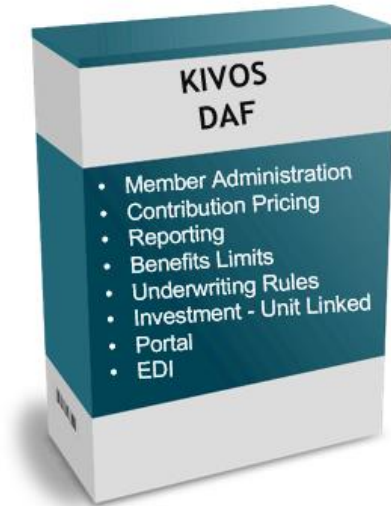 KIVOS
DAF
• Member Administration
• Contribution Pricing
• Reporting
• Benefits Limits
• Underwriting Rules
• Investment - Unit Linked
• Portal
• EDI